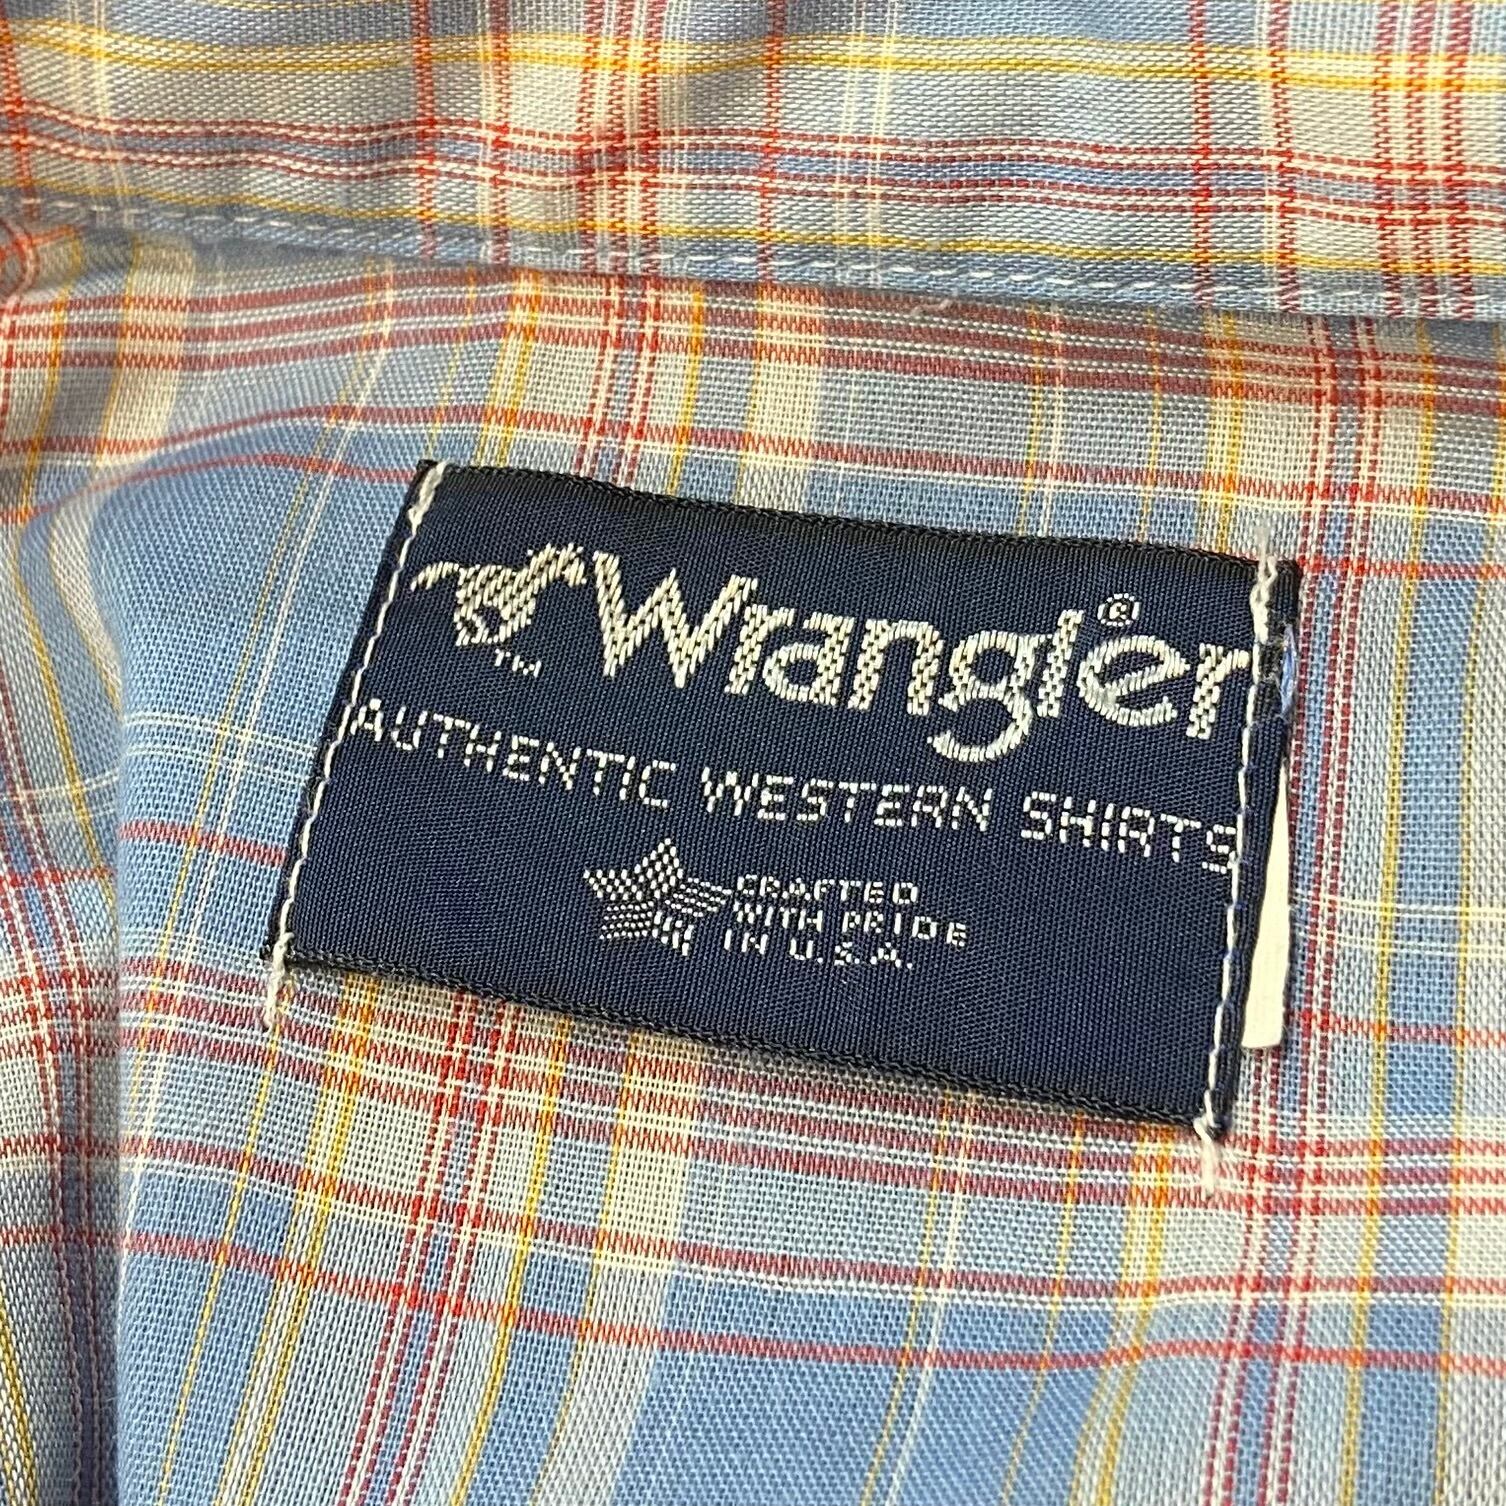 Wrangler®
TM
AUTHENTIC WESTERN SHIRTS
CRAFTED
WITH PRIDE
IN U.S.A.